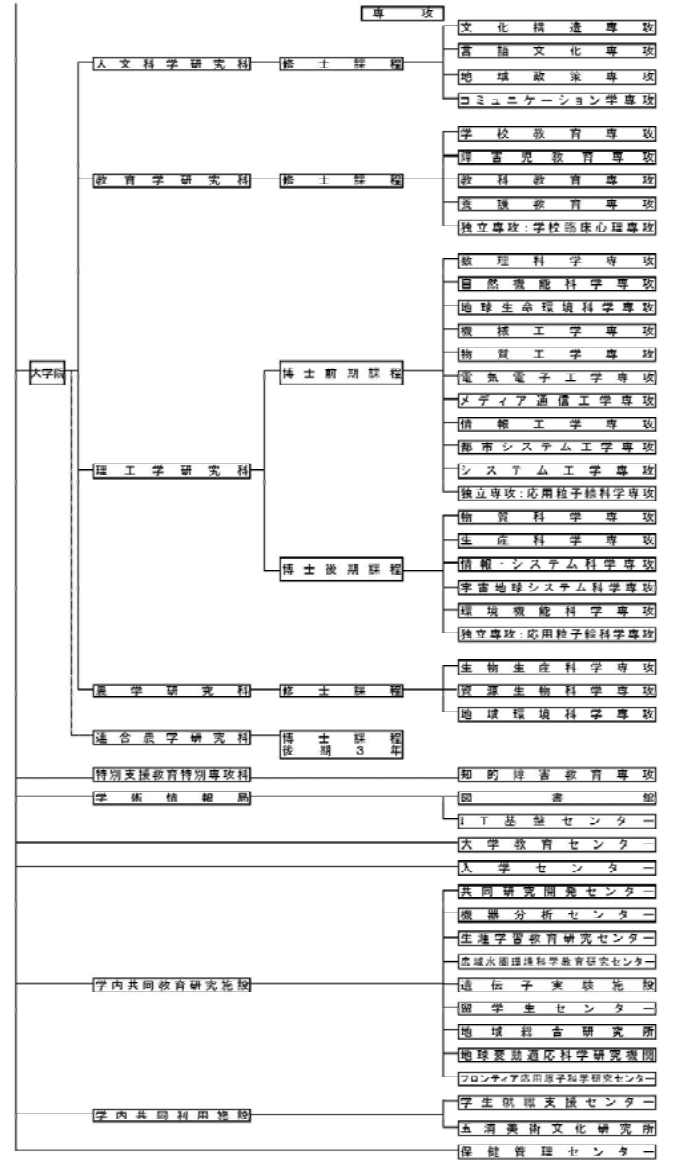 専攻
文化構造専攻
言語文化専攻
人文科学研究科 修士課程
地域政策専攻
コミュニケーション学専攻
学校教育専攻
障害児教育専攻
教育学研究科 修士課程 教科教育専攻
養護教育専攻
独立専攻:学校臨床心理専攻
数理科学専攻
自然機能科学専攻
地球生命環境科学専攻
機械工学専攻
物質工学専攻
大学院 博士前期課程 電気電子工学専攻
メディア通信工学専攻
情報工学専攻
都市システム工学専攻
理工学研究科 システム工学専攻
独立専攻:応用粒子線科学専攻
物質科学専攻
生産科学専攻
博士後期課程 情報・システム科学専攻
宇宙地球システム科学専攻
環境機能科学専攻
独立専攻:応用粒子線科学専攻
生物生産科学専攻
農学研究科 修士課程 資源生物科学専攻
地域環境科学専攻
連合農学研究科 博士課程
後期3年
特別支援教育特別専攻科 知的障害教育専攻
学術情報局 図書館
IT基盤センター
大学教育センター
入学センター
共同研究開発センター
機器分析センター
生涯学習教育研究センター
広域水圏環境科学教育研究センター
学内共同教育研究施設 遺伝子実験施設
留学生センター
地域総合研究所
地球変動適応科学研究機関
フロンティア応用原子科学研究センター
学生就職支援センター
学内共同利用施設
五浦美術文化研究所
保健管理センター